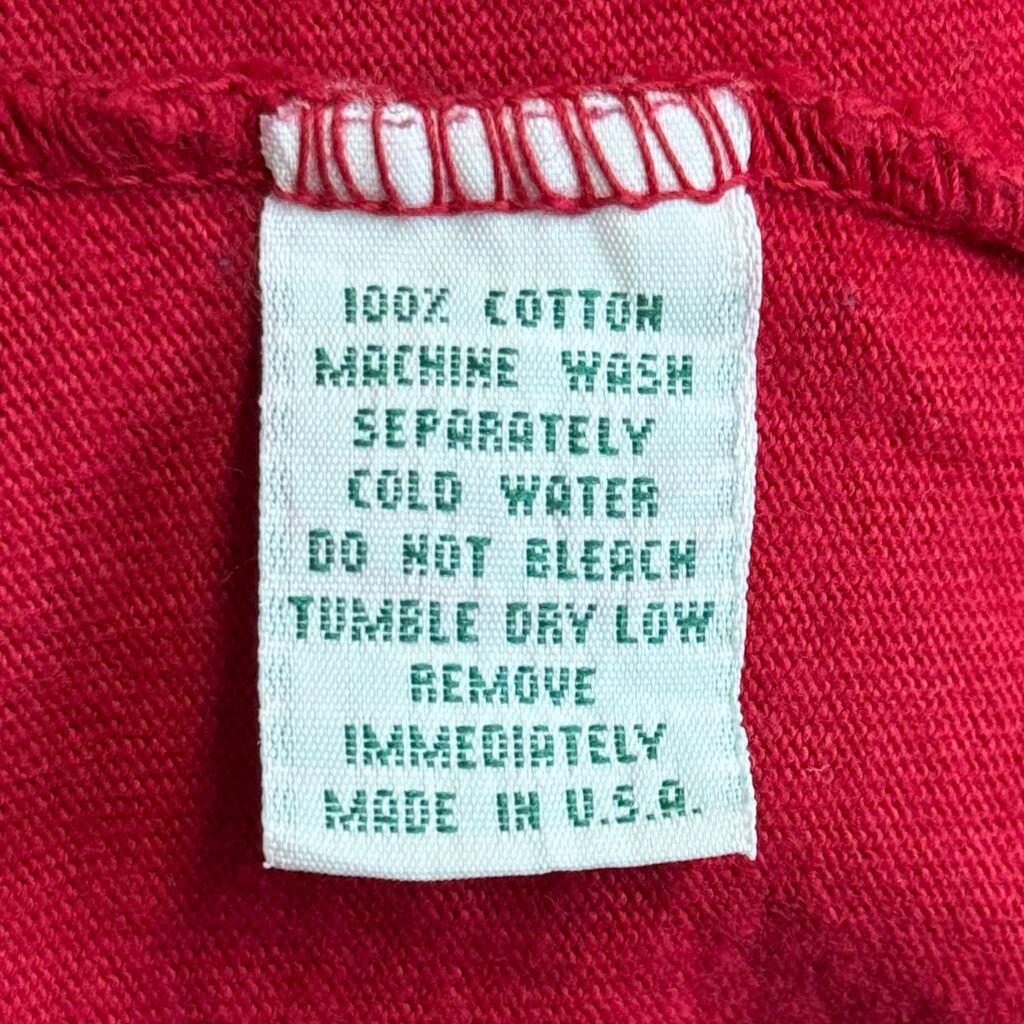 100% COTTON
MACHINE WASH
SEPARATELY
COLD WATER
DO NOT BLEACH
TUMBLE DRY LOW
REMOVE
IMMEDIATELY
MADE IN U.S.A.